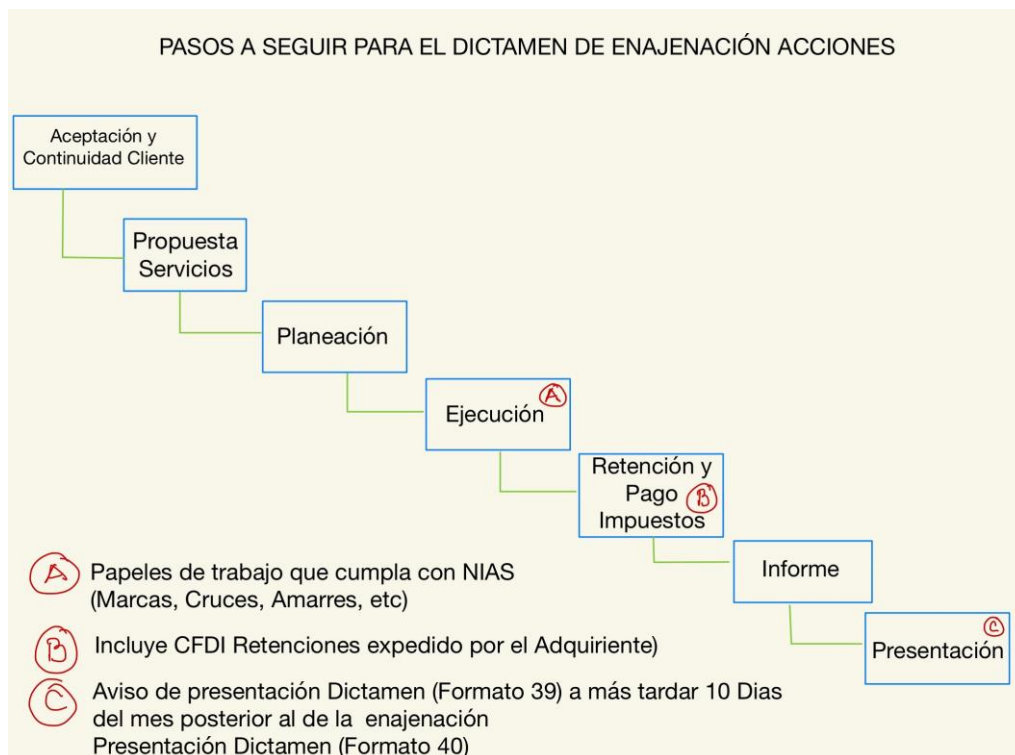 PASOS A SEGUIR PARA EL DICTAMEN DE ENAJENACIÓN ACCIONES
Aceptación y
Continuidad Cliente
Propuesta
Servicios
Planeación
Ejecución A
Retención y
Pago B
Impuestos
Informe
C
Presentación
A Papeles de trabajo que cumpla con NIAS
(Marcas, Cruces, Amarres, etc)
B Incluye CFDI Retenciones expedido por el Adquiriente)
C Aviso de presentación Dictamen (Formato 39) a más tardar 10 Dias
del mes posterior al de la enajenación
Presentación Dictamen (Formato 40)